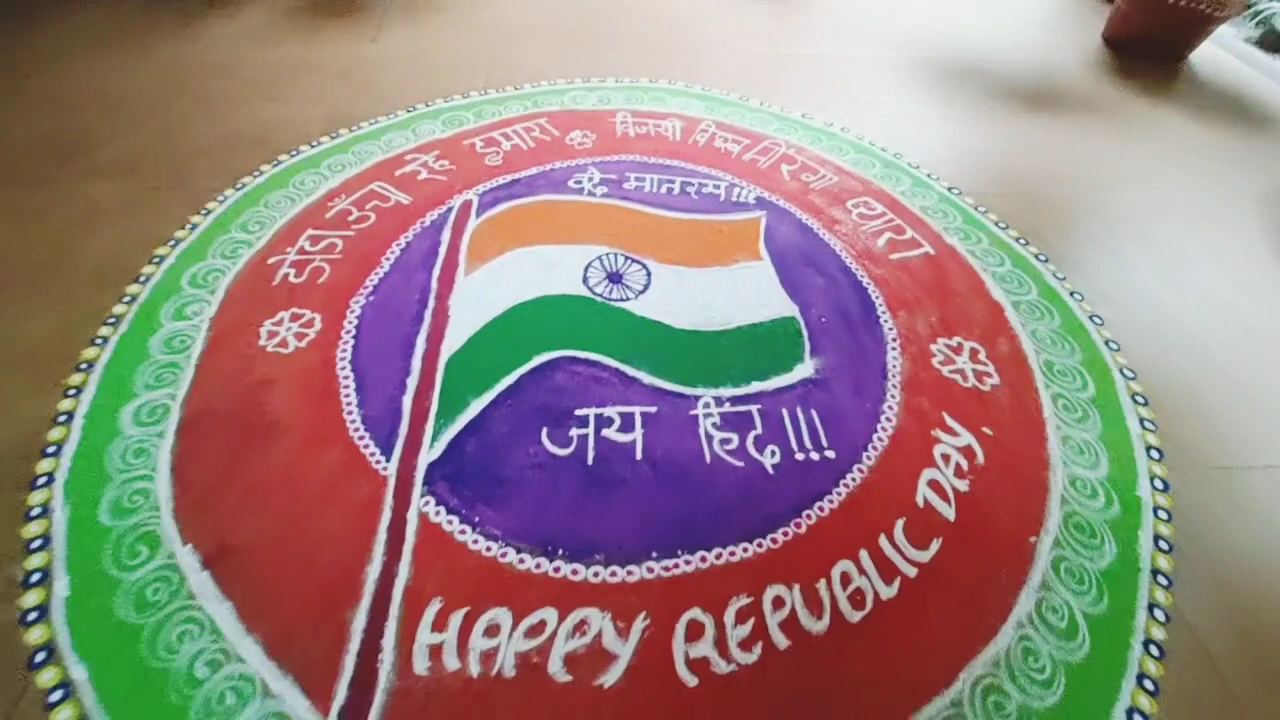 झंडा ऊँचा रहे हमारा
विजयी विश्व तिरंगा प्यारा
वंदे मातरम!!!
जय हिंद!!!
HAPPY REPUBLIC DAY.